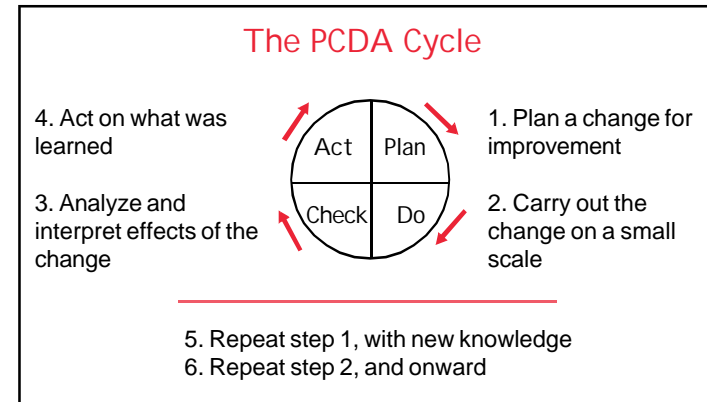 The PCDA Cycle
4. Act on what was
learned
3. Analyze and
interpret effects of the
change
Act
Plan
Check
Do
1. Plan a change for
improvement
2. Carry out the
change on a small
scale
5. Repeat step 1, with new knowledge
6. Repeat step 2, and onward